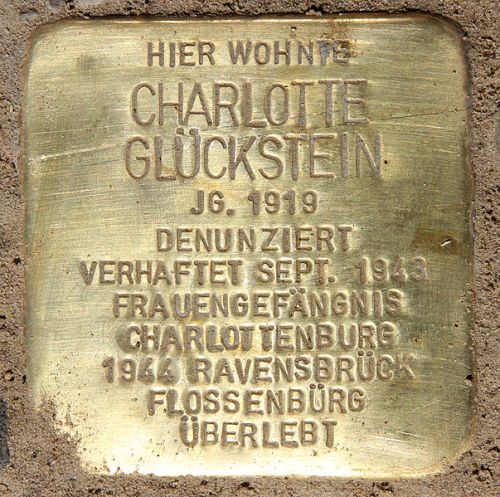 HIER WOHNTE
CHARLOTTE
GLÜCKSTEIN
JG. 1919
DENUNZIERT
VERHAFTET SEPT. 1943
FRAUENGEFÄNGNIS
CHARLOTTENBURG
1944 RAVENSBRÜCK
FLOSSENBÜRG
ÜBERLEBT